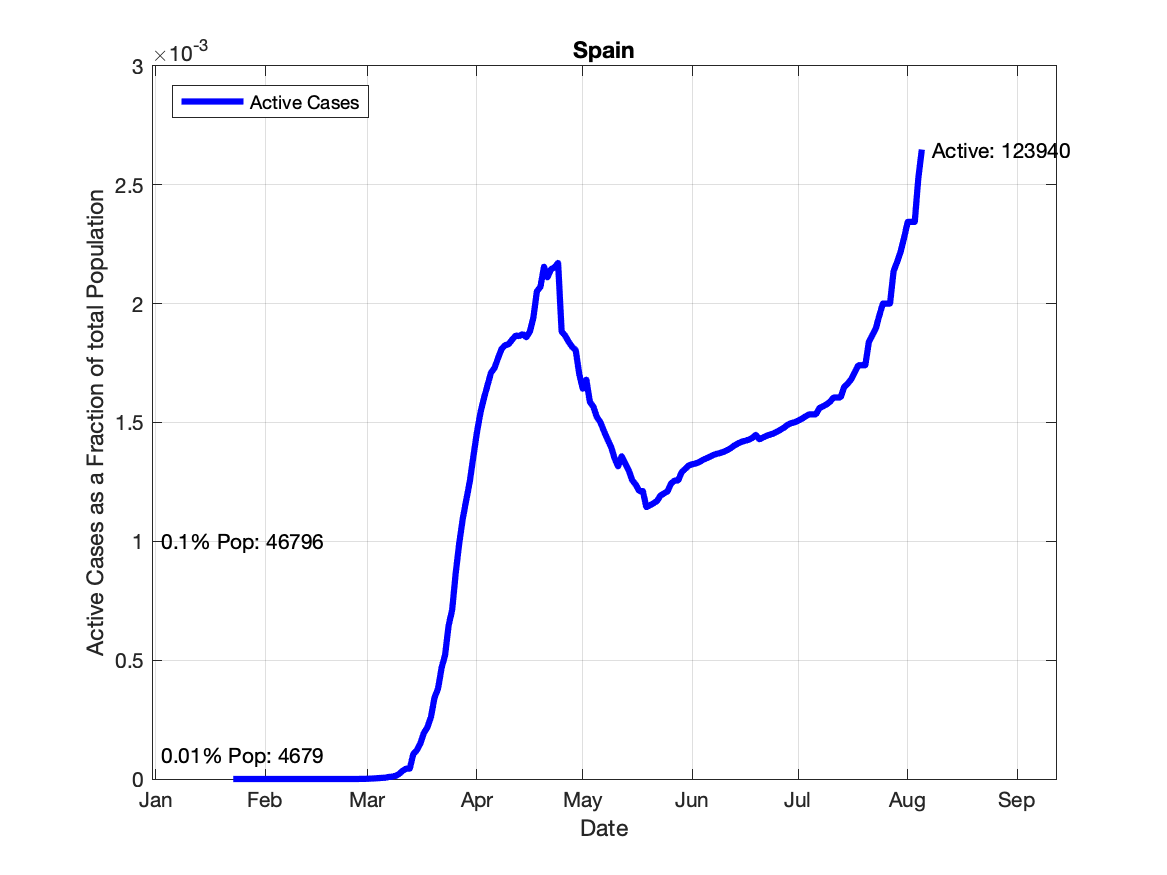 Spain
×10-3
3
Active Cases
Active: 123940
2.5
2
1.5
1
0.1% Pop: 46796
0.5
0.01% Pop: 4679
0
Jan Feb Mar Apr May Jun Jul Aug Sep
Date
Active Cases as a Fraction of total Population